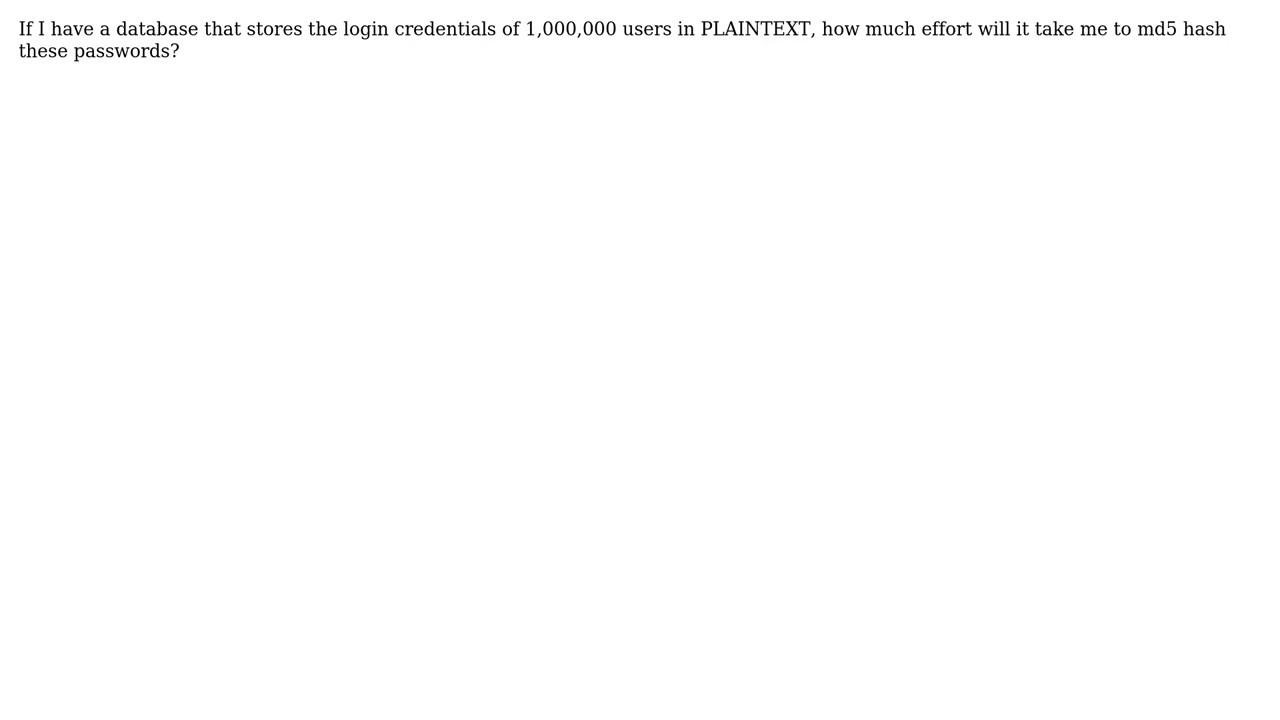 If I have a database that stores the login credentials of 1,000,000 users in PLAINTEXT, how much effort will it take me to md5 hash
these passwords?